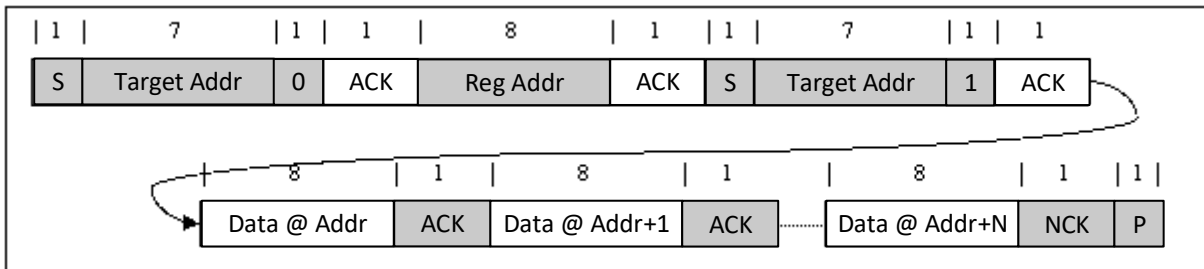 1 7 1 1 8 1 1 7 1 1
S Target Addr 0 ACK Reg Addr ACK S Target Addr 1 ACK
8 1 8 1 8 1 1
Data @ Addr ACK Data @ Addr+1 ACK Data @ Addr+N NCK P